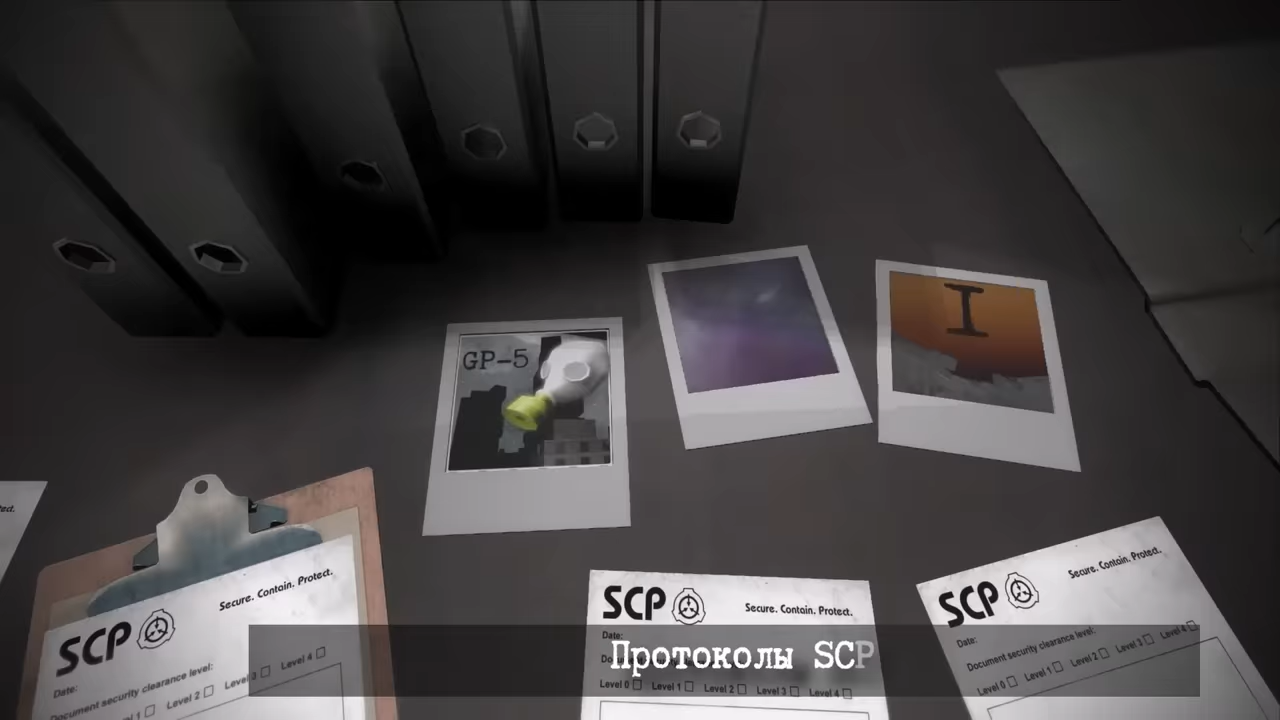 GP-5
I
ted.
SCP
Secure. Contain. Protect.
Date:
Document security clearance level:
Level 1
Level 2
Level 3
Level 4
SCP
Secure. Contain. Protect.
Date:
Level 0
Level 1
Level 2
Level 3
Level 4
SCP
Secure. Contain. Protect.
Date:
Document security clearance level:
Level 0
Level 1
Level 2
Level 3
Level 4
Протоколы SCP